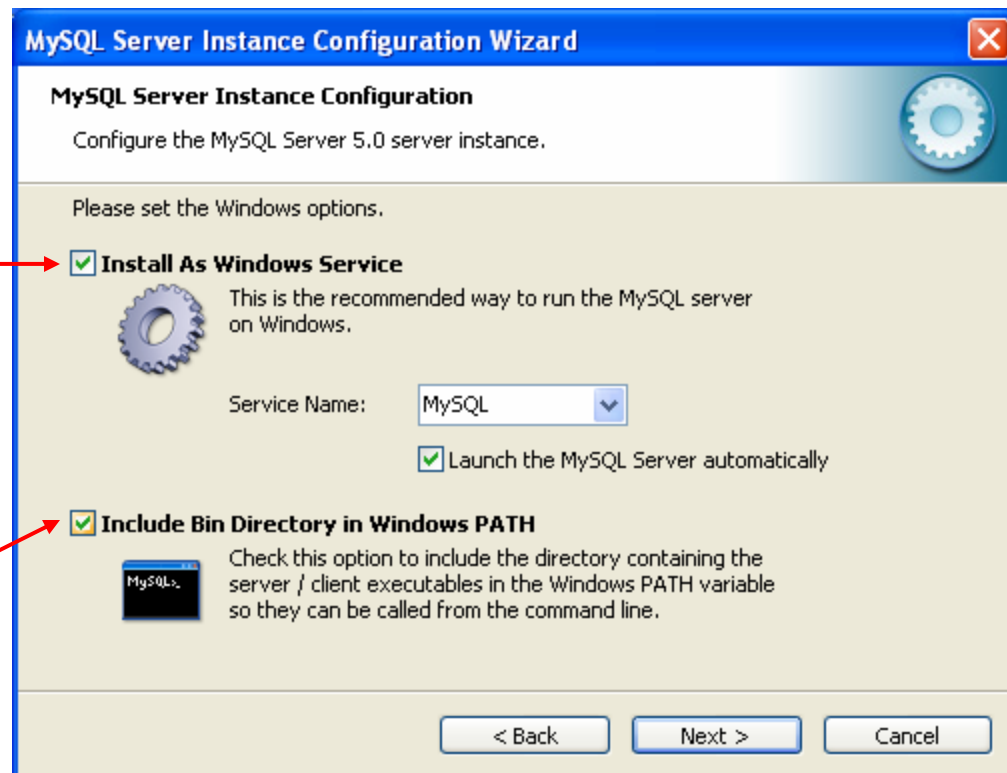 MySQL Server Instance Configuration Wizard
MySQL Server Instance Configuration
Configure the MySQL Server 5.0 server instance.
Please set the Windows options.
Install As Windows Service
This is the recommended way to run the MySQL server
on Windows.
Service Name: MySQL
Launch the MySQL Server automatically
Include Bin Directory in Windows PATH
Check this option to include the directory containing the
server / client executables in the Windows PATH variable
so they can be called from the command line.
MySQL>_
< Back Next > Cancel